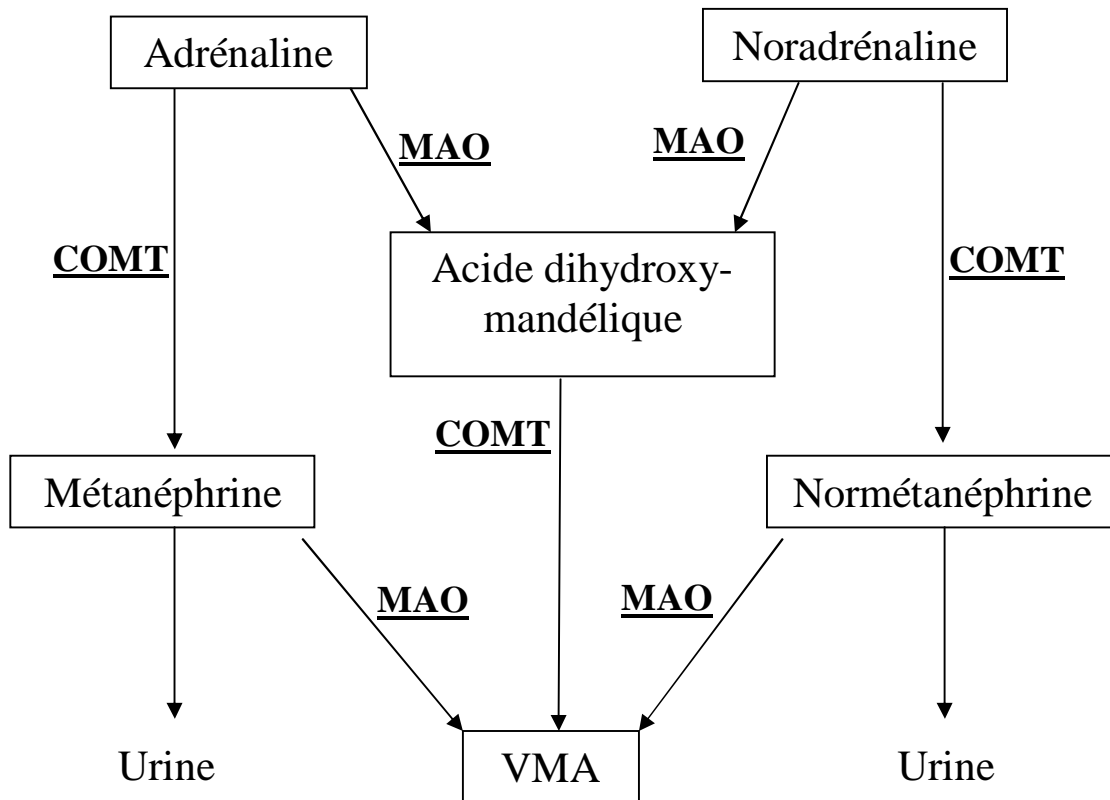 Adrénaline
Noradrénaline
MAO
MAO
COMT
COMT
Acide dihydroxy-
mandélique
COMT
Métanéphrine
Normétanéphrine
MAO
MAO
Urine
VMA
Urine